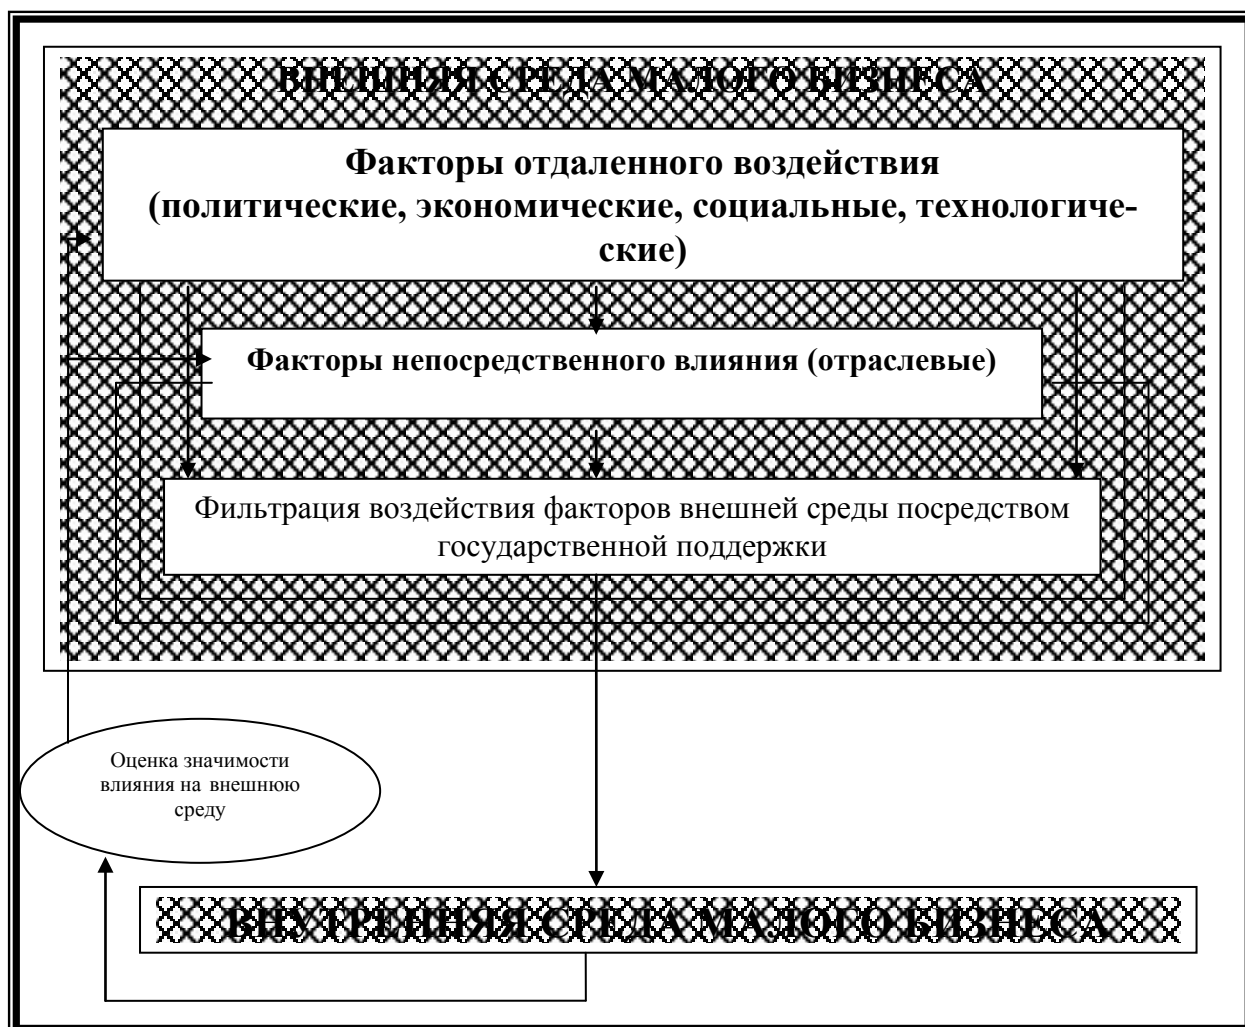 ВНЕШНЯЯ СРЕДА МАЛОГО БИЗНЕСА
Факторы отдаленного воздействия
(политические, экономические, социальные, технологиче-
ские)
Факторы непосредственного влияния (отраслевые)
Фильтрация воздействия факторов внешней среды посредством
государственной поддержки
Оценка значимости
влияния на внешнюю
среду
ВНУТРЕННЯЯ СРЕДА МАЛОГО БИЗНЕСА